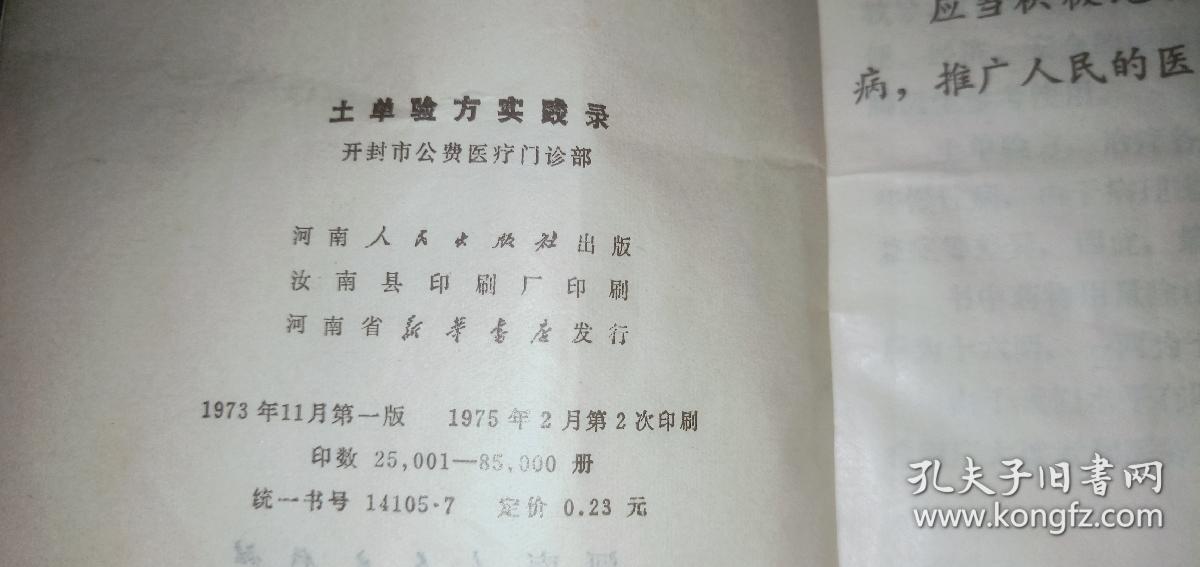 土单验方实践录
开封市公费医疗门诊部
河南人民出版社出版
汝南县印刷厂印刷
河南省新华书店发行
1973年11月第一版 1975年2月第2次印刷
印数 25,001—85,000 册
统一书号 14105·7 定价 0.23 元
应当积极
病，推广人民的医
孔夫子旧书网
www.kongfz.com